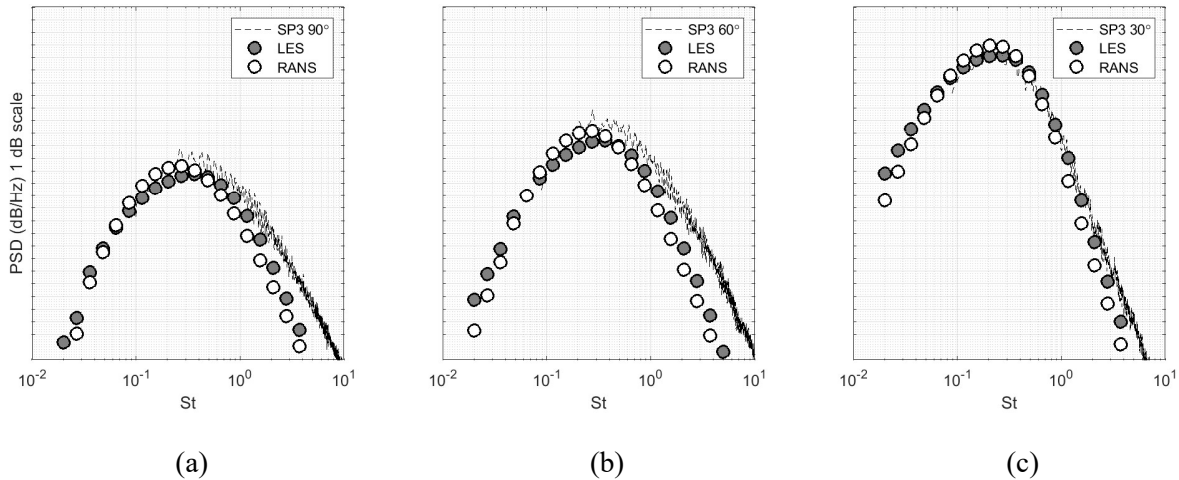 PSD (dB/Hz) 1 dB scale
SP3 90°
LES
RANS
10⁻² 10⁻¹ 10⁰ 10¹
St
(a)
SP3 60°
LES
RANS
10⁻² 10⁻¹ 10⁰ 10¹
St
(b)
SP3 30°
LES
RANS
10⁻² 10⁻¹ 10⁰ 10¹
St
(c)